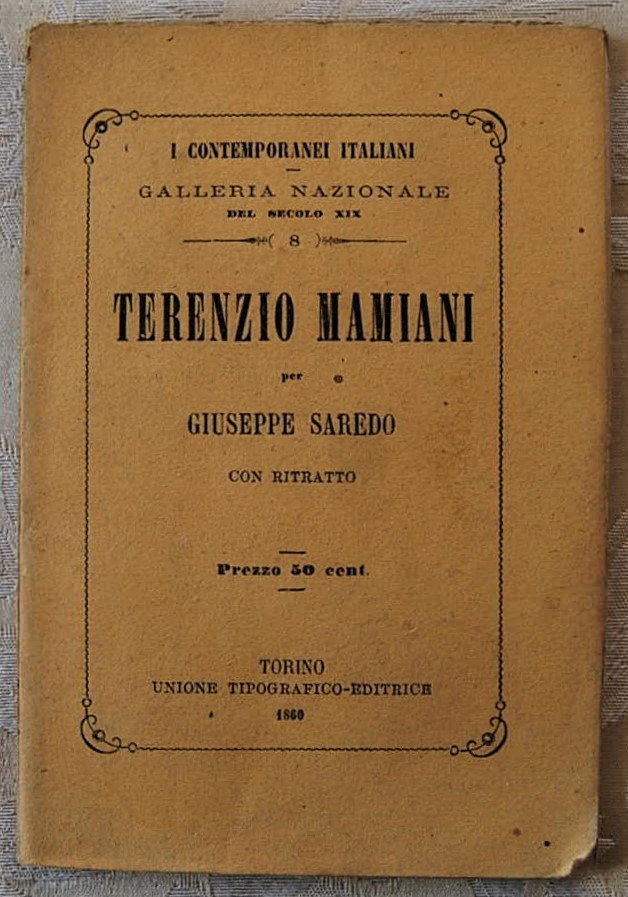 I CONTEMPORANEI ITALIANI
GALLERIA NAZIONALE
DEL SECOLO XIX
( 8 )
TERENZIO MAMIANI
per
GIUSEPPE SAREDO
CON RITRATTO
Prezzo 50 cent.
TORINO
UNIONE TIPOGRAFICO-EDITRICE
1860